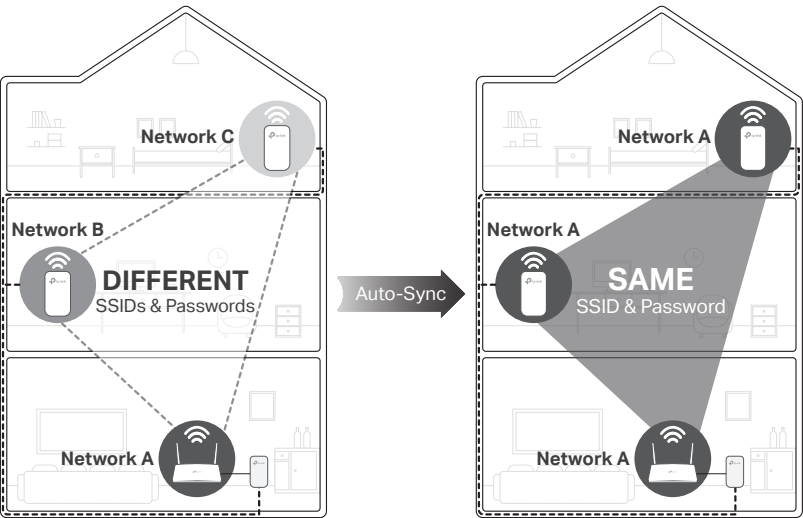 Network C
Network B
DIFFERENT
SSIDs & Passwords
Network A
Auto-Sync
Network A
Network A
SAME
SSID & Password
Network A